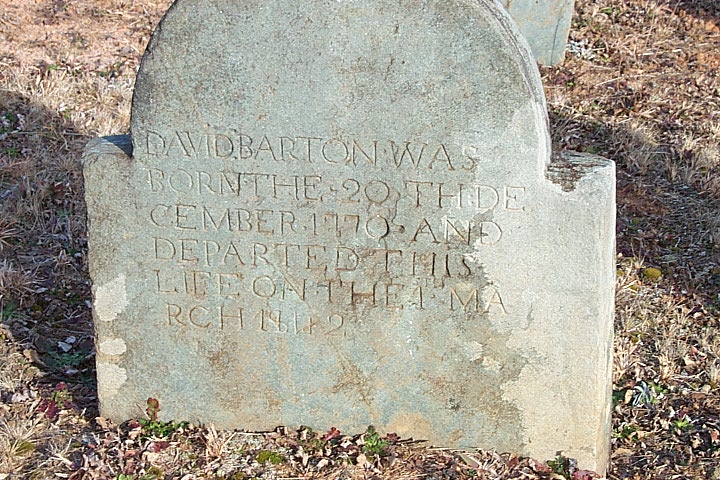 DAVID BARTON WAS
BORN THE · 20 · TH · DE
CEMBER · 1770 · AND
DEPARTED THIS
LIFE ON THE 1 · MA
RCH